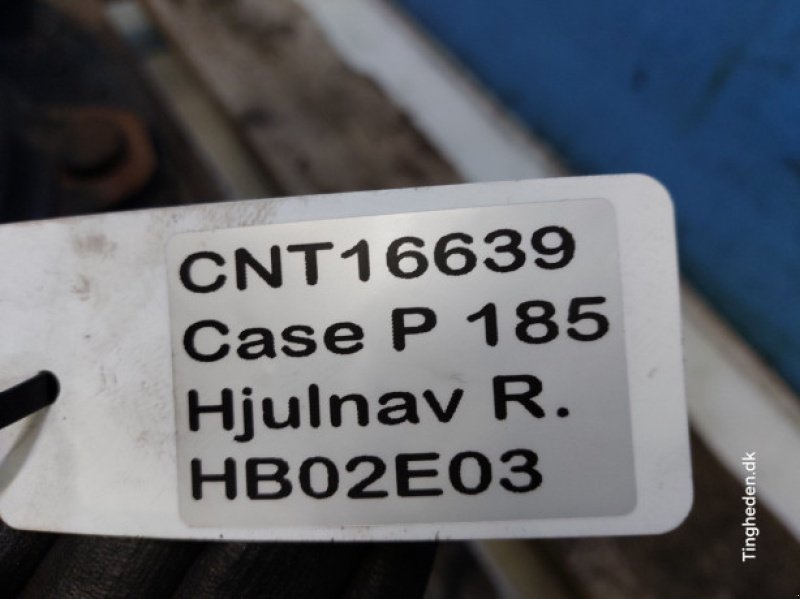 CNT16639
Case P 185
Hjulnav R.
HB02E03
Tingheden.dk